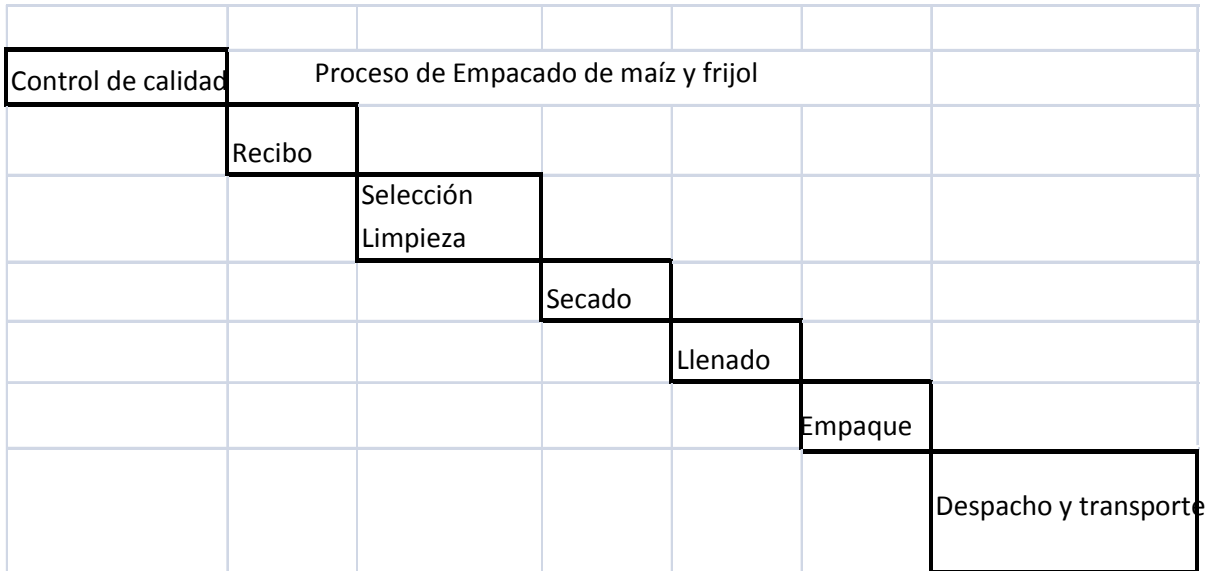 Control de calidad
Proceso de Empacado de maíz y frijol
Recibo
Selección
Limpieza
Secado
Llenado
Empaque
Despacho y transporte